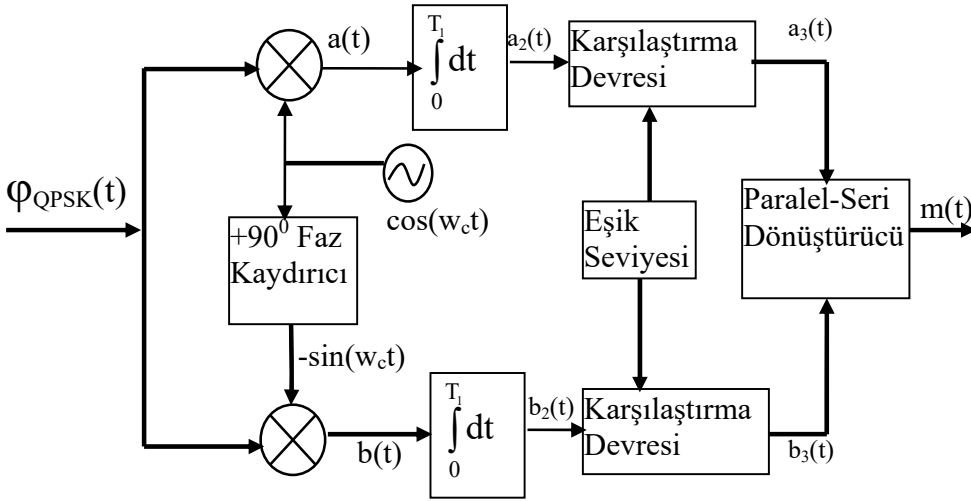 φQPSK(t)
a(t)
T1
∫ dt
0
a2(t)
Karşılaştırma
Devresi
a3(t)
cos(wct)
+90⁰ Faz
Kaydırıcı
-sin(wct)
Eşik
Seviyesi
Paralel-Seri
Dönüştürücü
m(t)
b(t)
T1
∫ dt
0
b2(t)
Karşılaştırma
Devresi
b3(t)